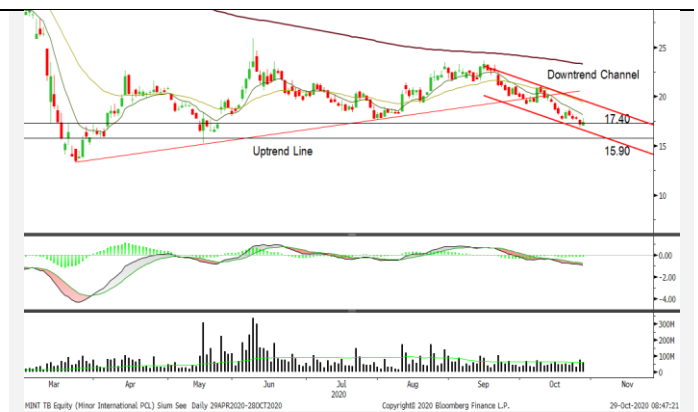 25
Downtrend Channel
20
17.40
15
Uptrend Line
15.90
10
0.00
-2.00
-4.00
300M
200M
100M
0
Mar Apr May Jun Jul Aug Sep Oct Nov
2020
MINT TB Equity (Minor International PCL) Sium See Daily 29APR2020-28OCT2020 Copyright© 2020 Bloomberg Finance L.P. 29-Oct-2020 08:47:21